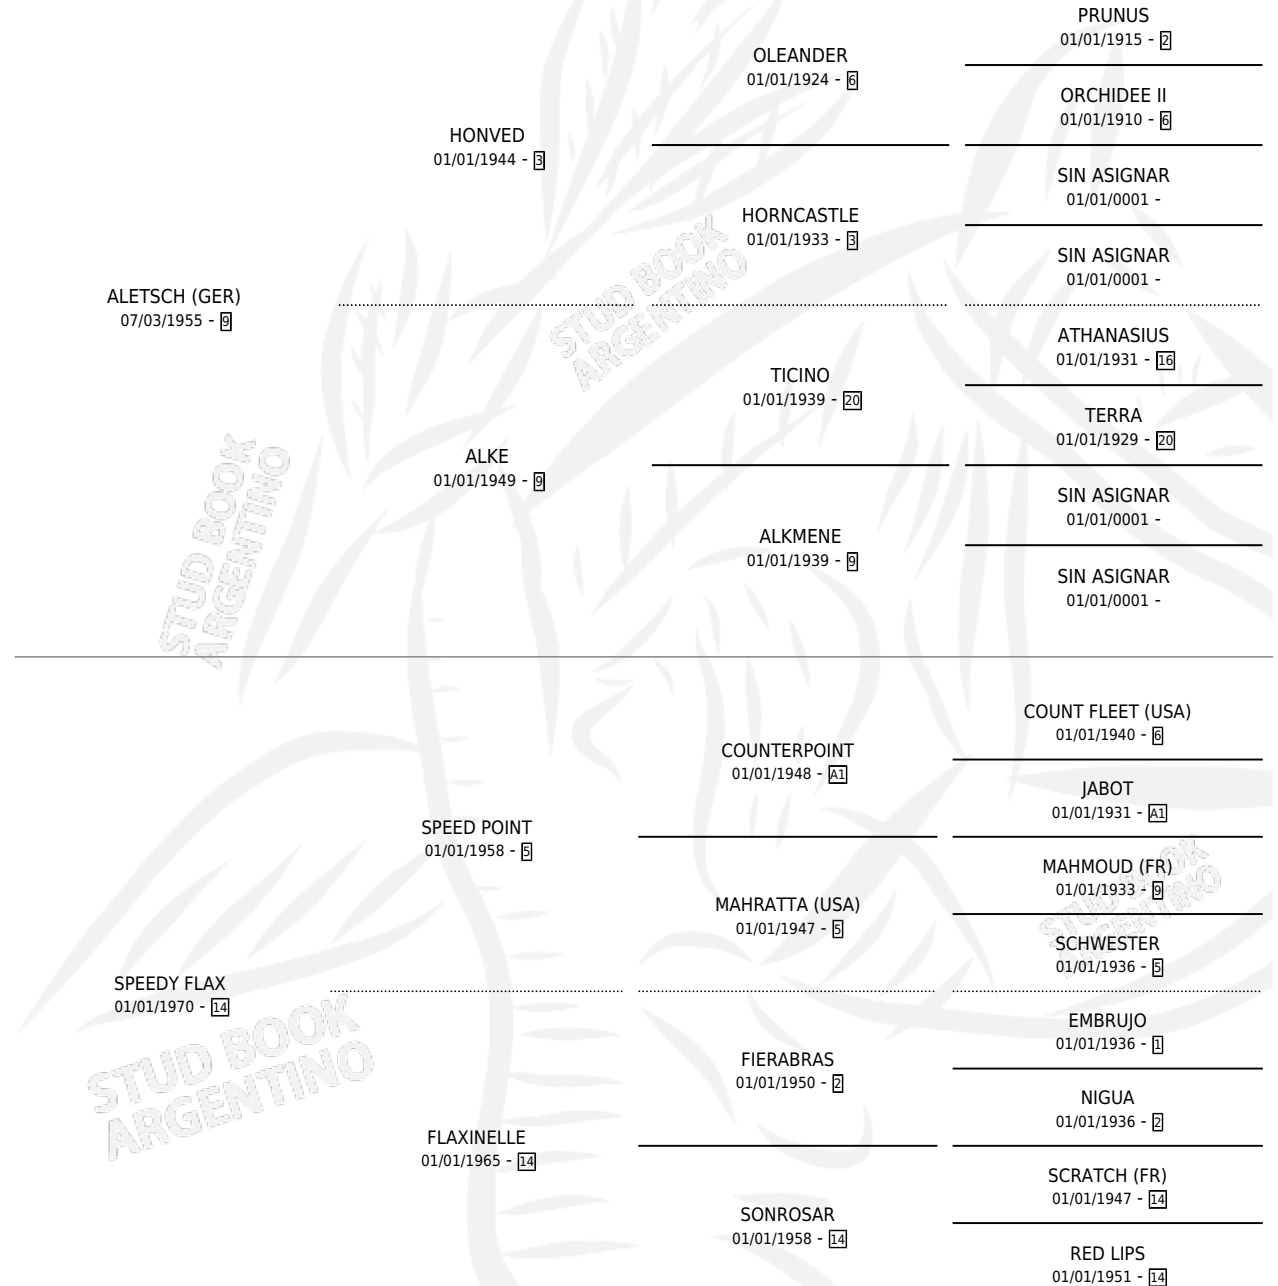 PRUNUS
01/01/1915 - 2
OLEANDER
01/01/1924 - 6
ORCHIDEE II
01/01/1910 - 6
HONVED
01/01/1944 - 3
SIN ASIGNAR
01/01/0001 -
HORNCASTLE
01/01/1933 - 3
SIN ASIGNAR
01/01/0001 -
ALETSCH (GER)
07/03/1955 - 9
ATHANASIUS
01/01/1931 - 16
TICINO
01/01/1939 - 20
TERRA
01/01/1929 - 20
ALKE
01/01/1949 - 9
SIN ASIGNAR
01/01/0001 -
ALKMENE
01/01/1939 - 9
SIN ASIGNAR
01/01/0001 -
COUNT FLEET (USA)
01/01/1940 - 6
COUNTERPOINT
01/01/1948 - A1
JABOT
01/01/1931 - A1
SPEED POINT
01/01/1958 - 5
MAHMOUD (FR)
01/01/1933 - 9
MAHRATTA (USA)
01/01/1947 - 5
SCHWESTER
01/01/1936 - 5
SPEEDY FLAX
01/01/1970 - 14
EMBRUJO
01/01/1936 - 1
FIERABRAS
01/01/1950 - 2
NIGUA
01/01/1936 - 2
FLAXINELLE
01/01/1965 - 14
SCRATCH (FR)
01/01/1947 - 14
SONROSAR
01/01/1958 - 14
RED LIPS
01/01/1951 - 14
STUD BOOK
ARGENTINO
STUD BOOK
ARGENTINO
STUD BOOK
ARGENTINO
STUD BOOK
ARGENTINO